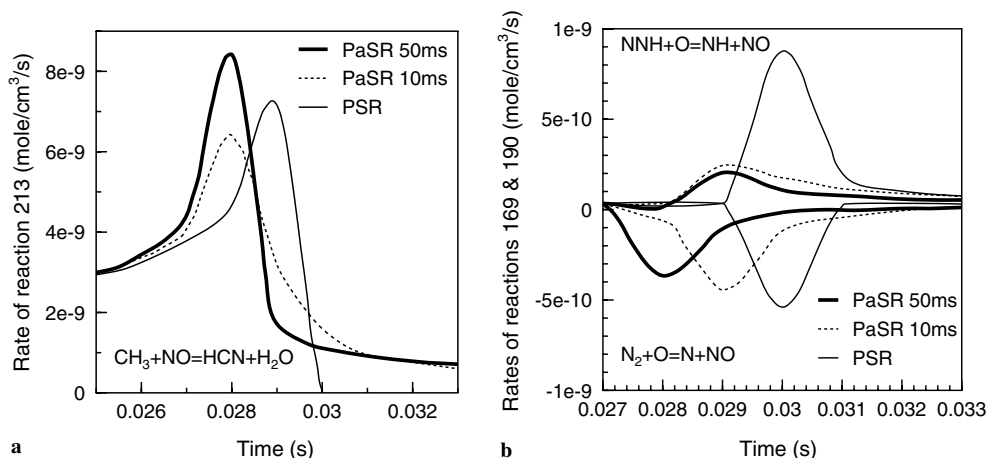 Rate of reaction 213 (mole/cm³/s)
8e-9
6e-9
4e-9
2e-9
0
PaSR 50ms
PaSR 10ms
PSR
CH₃+NO=HCN+H₂O
0.026
0.028
0.03
0.032
Time (s)
a
Rates of reactions 169 & 190 (mole/cm³/s)
1e-9
5e-10
0
-5e-10
-1e-9
NNH+O=NH+NO
PaSR 50ms
PaSR 10ms
PSR
N₂+O=N+NO
0.027
0.028
0.029
0.03
0.031
0.032
0.033
Time (s)
b